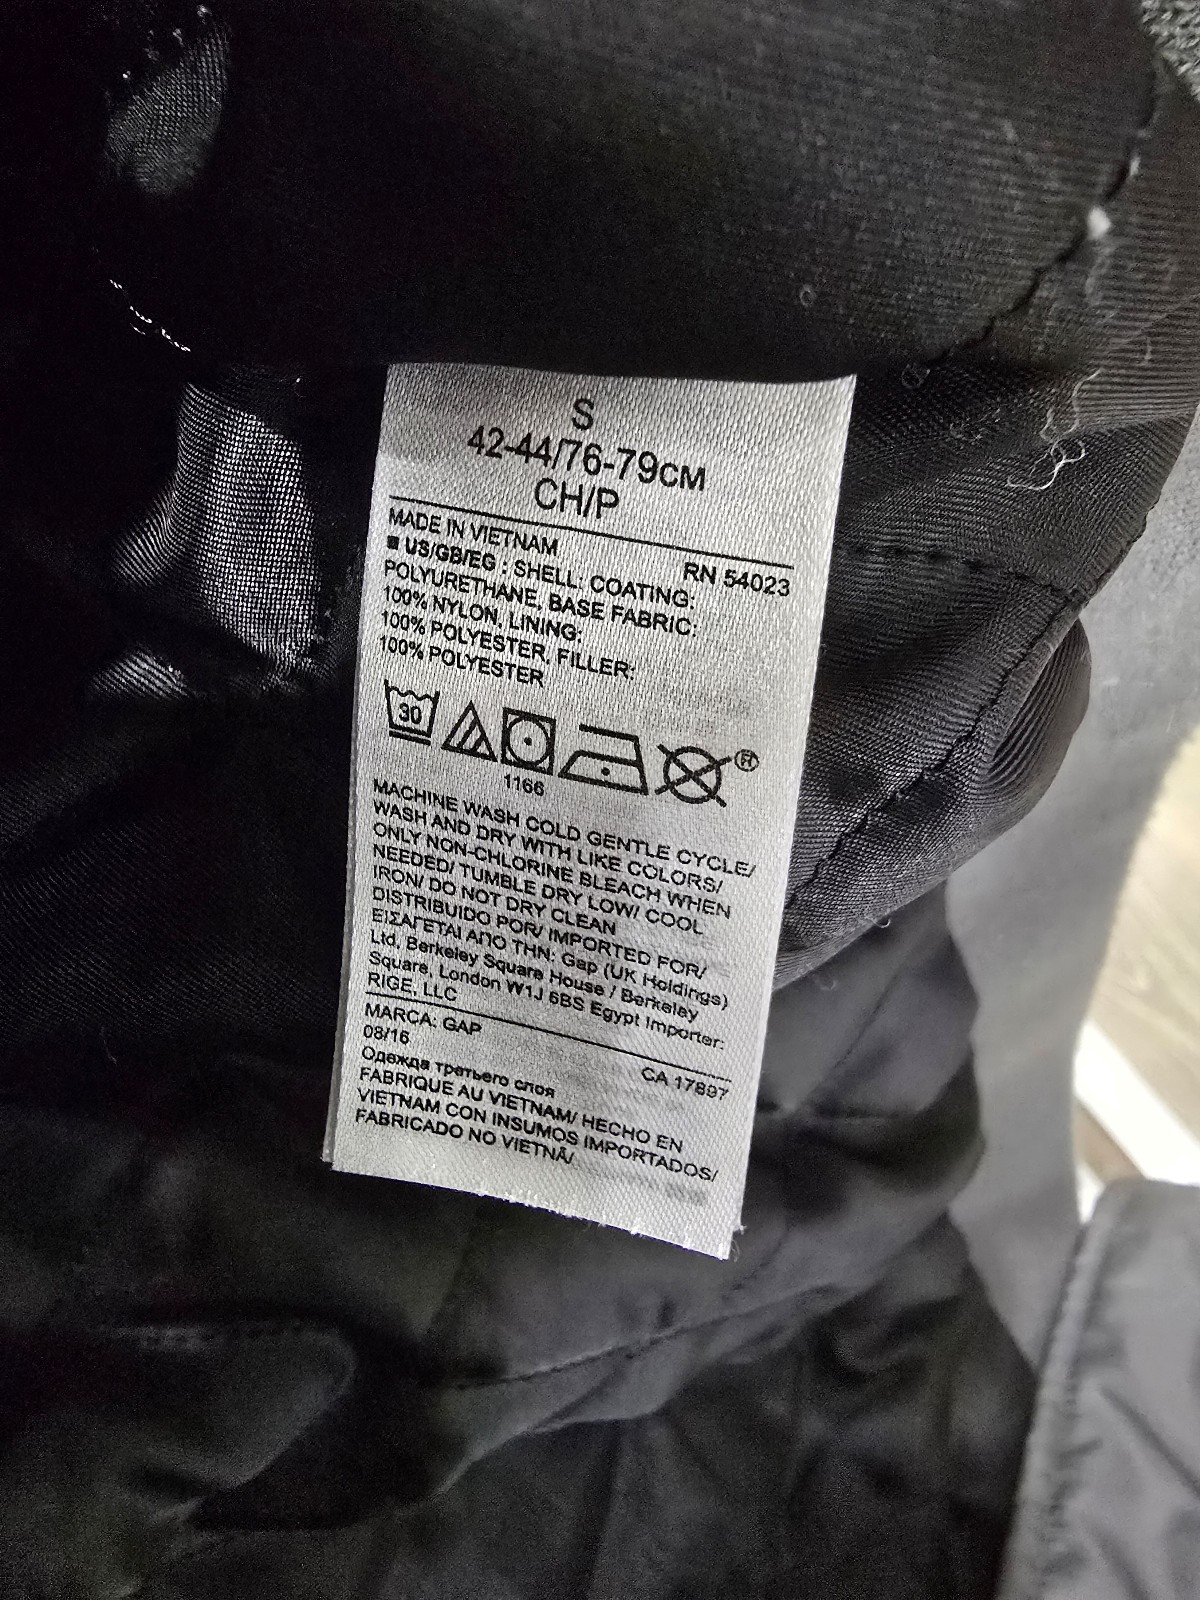 S
42-44/76-79CM
CH/P
MADE IN VIETNAM
RN 54023
■ US/GB/EG : SHELL: COATING:
POLYURETHANE, BASE FABRIC:
100% NYLON, LINING:
100% POLYESTER, FILLER:
100% POLYESTER
30
®
1166
MACHINE WASH COLD GENTLE CYCLE/
WASH AND DRY WITH LIKE COLORS/
ONLY NON-CHLORINE BLEACH WHEN
NEEDED/ TUMBLE DRY LOW/ COOL
IRON/ DO NOT DRY CLEAN
DISTRIBUIDO POR/ IMPORTED FOR/
ΕΙΣΑΓΕΤΑΙ ΑΠΟ ΤΗΝ: Gap (UK Holdings)
Ltd. Berkeley Square House / Berkeley
Square, London W1J 6BS Egypt Importer:
RIGE, LLC
MARCA: GAP
08/16
CA 17897
Одежда третьего слоя
FABRIQUE AU VIETNAM/ HECHO EN
VIETNAM CON INSUMOS IMPORTADOS/
FABRICADO NO VIETNÃ/